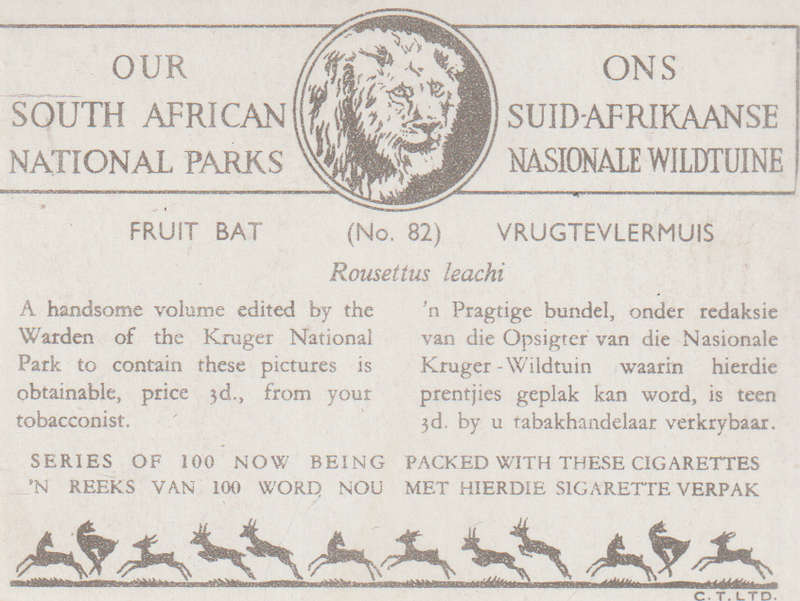 OUR
SOUTH AFRICAN
NATIONAL PARKS
ONS
SUID-AFRIKAANSE
NASIONALE WILDTUINE
FRUIT BAT (No. 82) VRUGTEVLERMUIS
Rousettus leachi
A handsome volume edited by the
Warden of the Kruger National
Park to contain these pictures is
obtainable, price 3d., from your
tobacconist.
'n Pragtige bundel, onder redaksie
van die Opsigter van die Nasionale
Kruger-Wildtuin waarin hierdie
prentjies geplak kan word, is teen
3d. by u tabakhandelaar verkrybaar.
SERIES OF 100 NOW BEING PACKED WITH THESE CIGARETTES
'N REEKS VAN 100 WORD NOU MET HIERDIE SIGARETTE VERPAK
C.T. LTD.